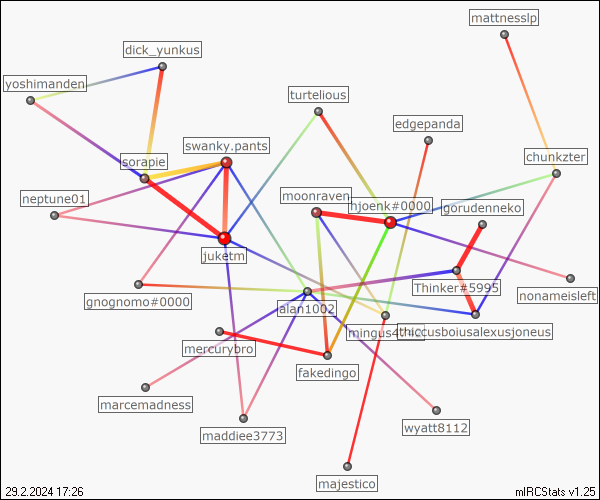 mattnesslp
dick_yunkus
yoshimanden
turtelious
edgepanda
swanky.pants
chunkzter
sorapie
moonraven
hjoenk#0000
gorudenneko
neptune01
juketm
Thinker#5995
nonameisleft
gnognomo#0000
alan1002
mingus4
thiccusboiusalexusjoneus
mercurybro
fakedingo
marcemadness
maddiee3773
wyatt8112
majestico
29.2.2024 17:26
mIRCStats v1.25